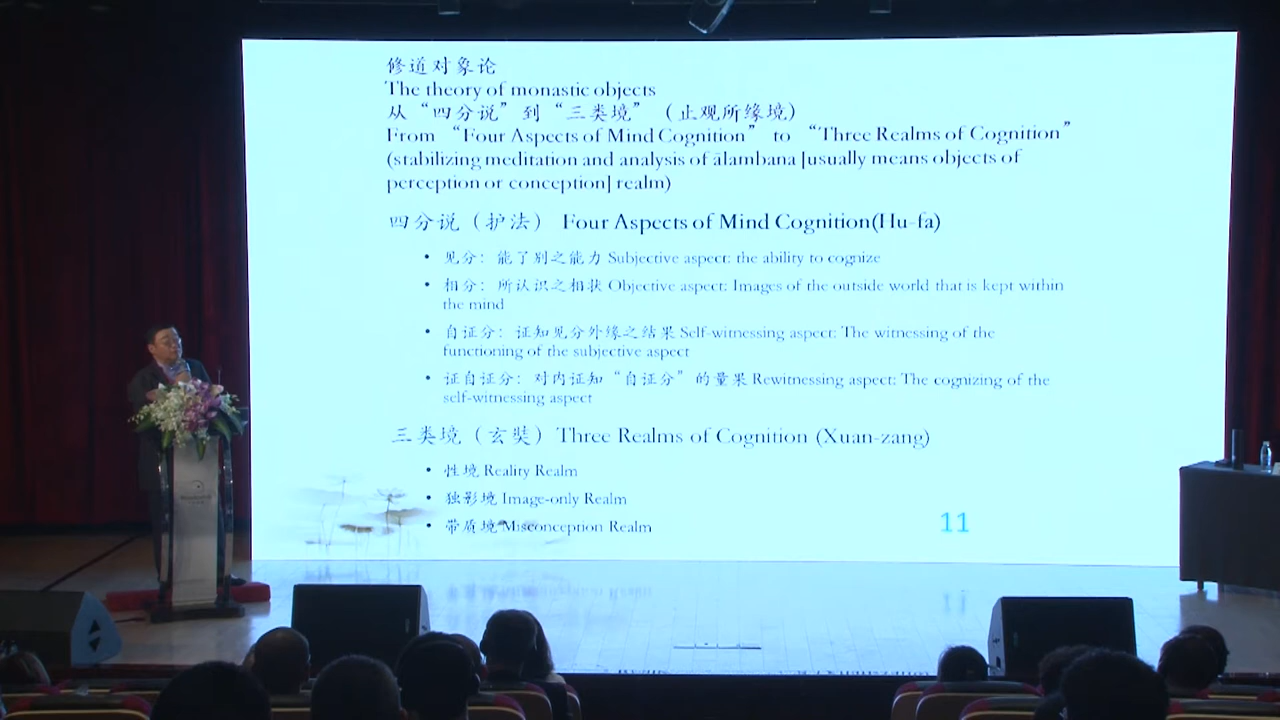 修道对象论
The theory of monastic objects
从“四分说”到“三类境”（止观所缘境）
From “Four Aspects of Mind Cognition” to “Three Realms of Cognition”
(stabilizing meditation and analysis of ālambana [usually means objects of
perception or conception] realm)
四分说（护法） Four Aspects of Mind Cognition(Hu-fa)
• 见分：能了别之能力 Subjective aspect: the ability to cognize
• 相分：所认识之相状 Objective aspect: Images of the outside world that is kept within
the mind
• 自证分：证知见分外缘之结果 Self-witnessing aspect: The witnessing of the
functioning of the subjective aspect
• 证自证分：对内证知“自证分”的量果 Rewitnessing aspect: The cognizing of the
self-witnessing aspect
三类境（玄奘）Three Realms of Cognition (Xuan-zang)
• 性境 Reality Realm
• 独影境 Image-only Realm
• 带质境 Misconception Realm
11